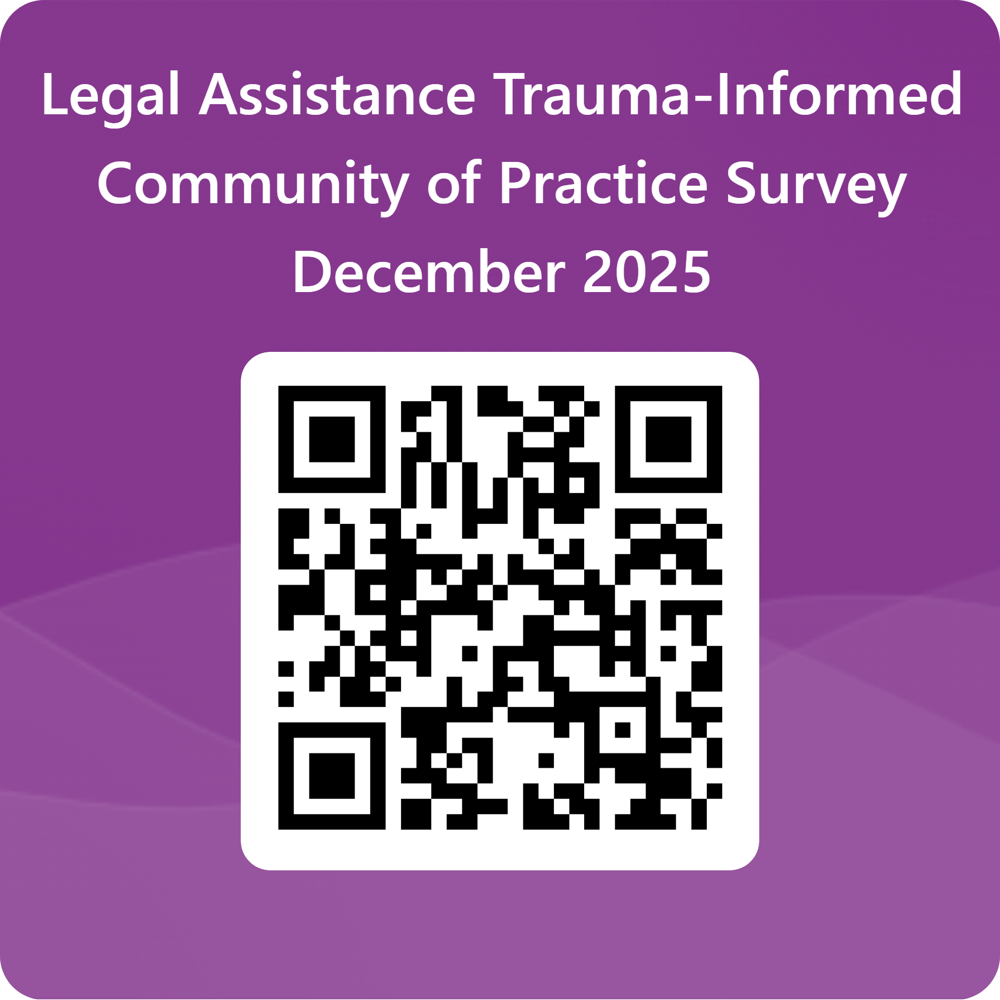 Legal Assistance Trauma-Informed
Community of Practice Survey
December 2025